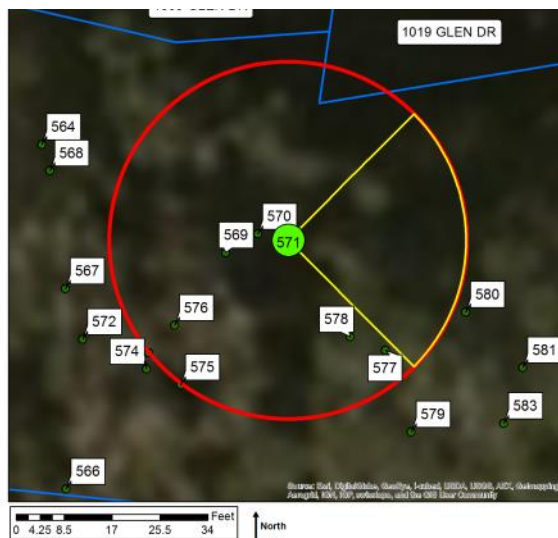 1019 GLEN DR
564
568
570
571
569
567
576
580
572
578
574
575
577
581
579
583
566
Source: Esri, DigitalGlobe, GeoEye, i-cubed, USDA, USGS, AEX, Getmapping,
Aerogrid, IGN, IGP, swisstopo, and the GIS User Community
Feet
0 4.25 8.5 17 25.5 34
North